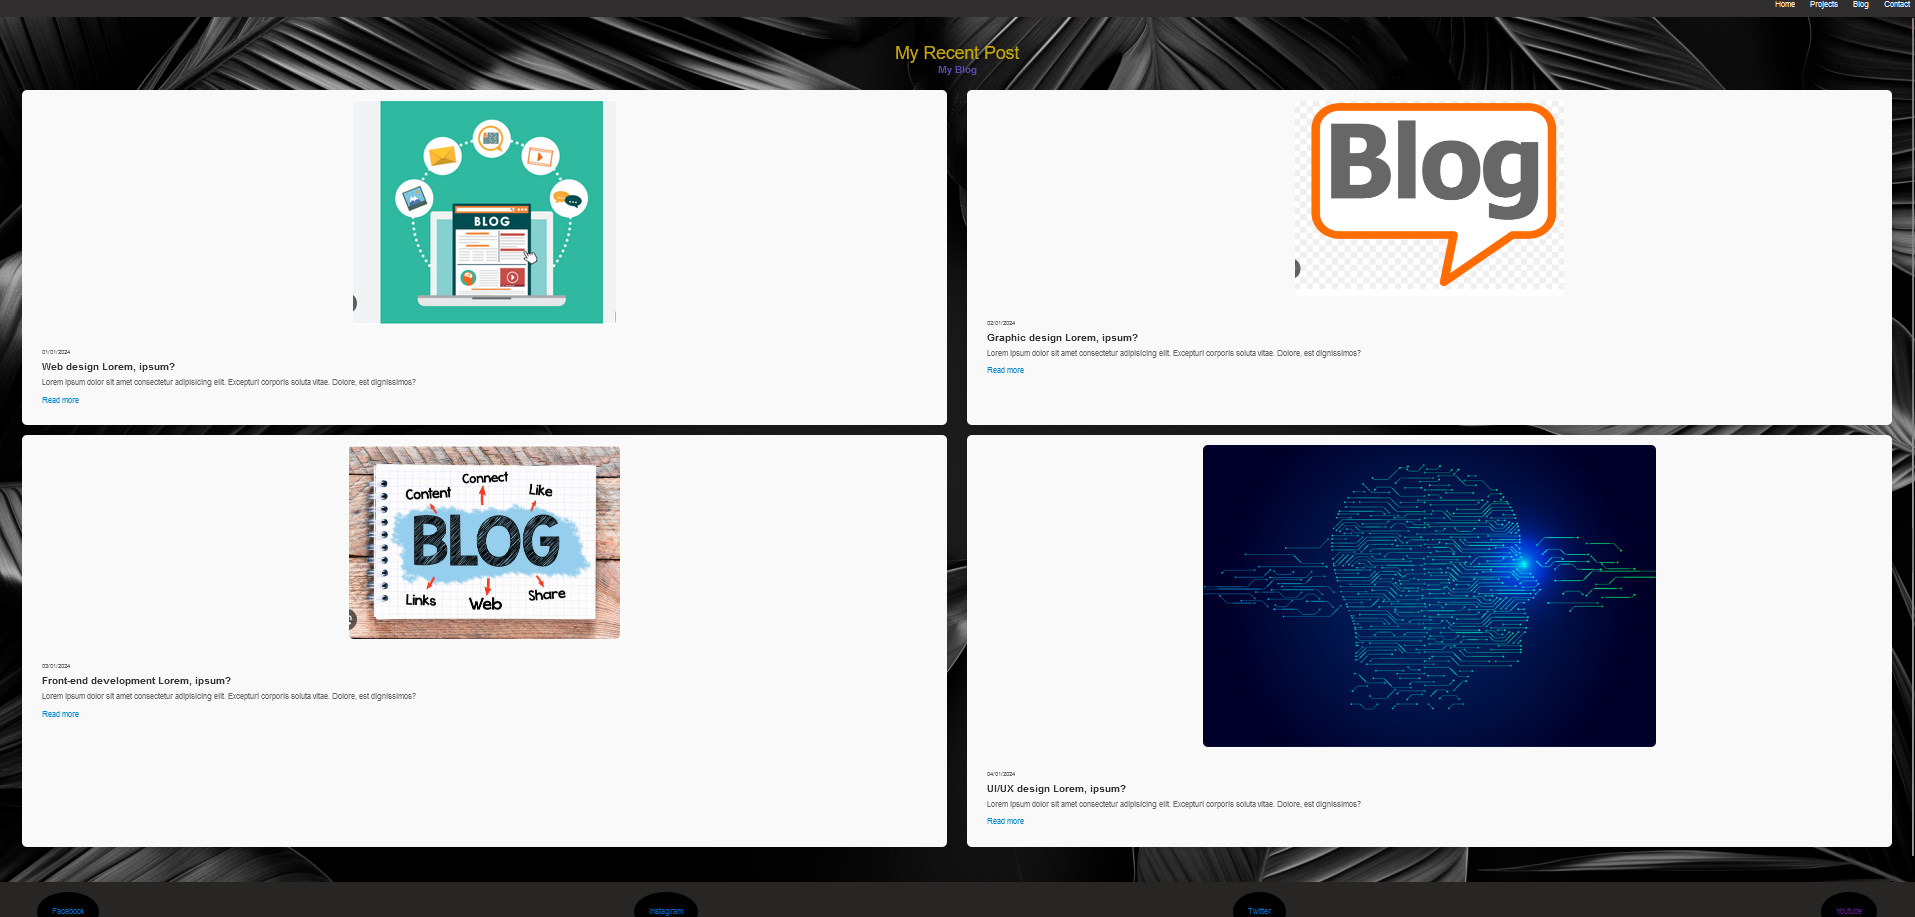 Home Projects Blog Contact
My Recent Post
My Blog
BLOG
01/01/2024
Web design Lorem, ipsum?
Lorem ipsum dolor sit amet consectetur adipisicing elit. Excepturi corporis soluta vitae. Dolore, est dignissimos?
Read more
Blog
02/01/2024
Graphic design Lorem, ipsum?
Lorem ipsum dolor sit amet consectetur adipisicing elit. Excepturi corporis soluta vitae. Dolore, est dignissimos?
Read more
Connect
Content
Like
BLOG
Links
Web
Share
03/01/2024
Front-end development Lorem, ipsum?
Lorem ipsum dolor sit amet consectetur adipisicing elit. Excepturi corporis soluta vitae. Dolore, est dignissimos?
Read more
04/01/2024
UI/UX design Lorem, ipsum?
Lorem ipsum dolor sit amet consectetur adipisicing elit. Excepturi corporis soluta vitae. Dolore, est dignissimos?
Read more
Facebook Instagram Twitter Youtube